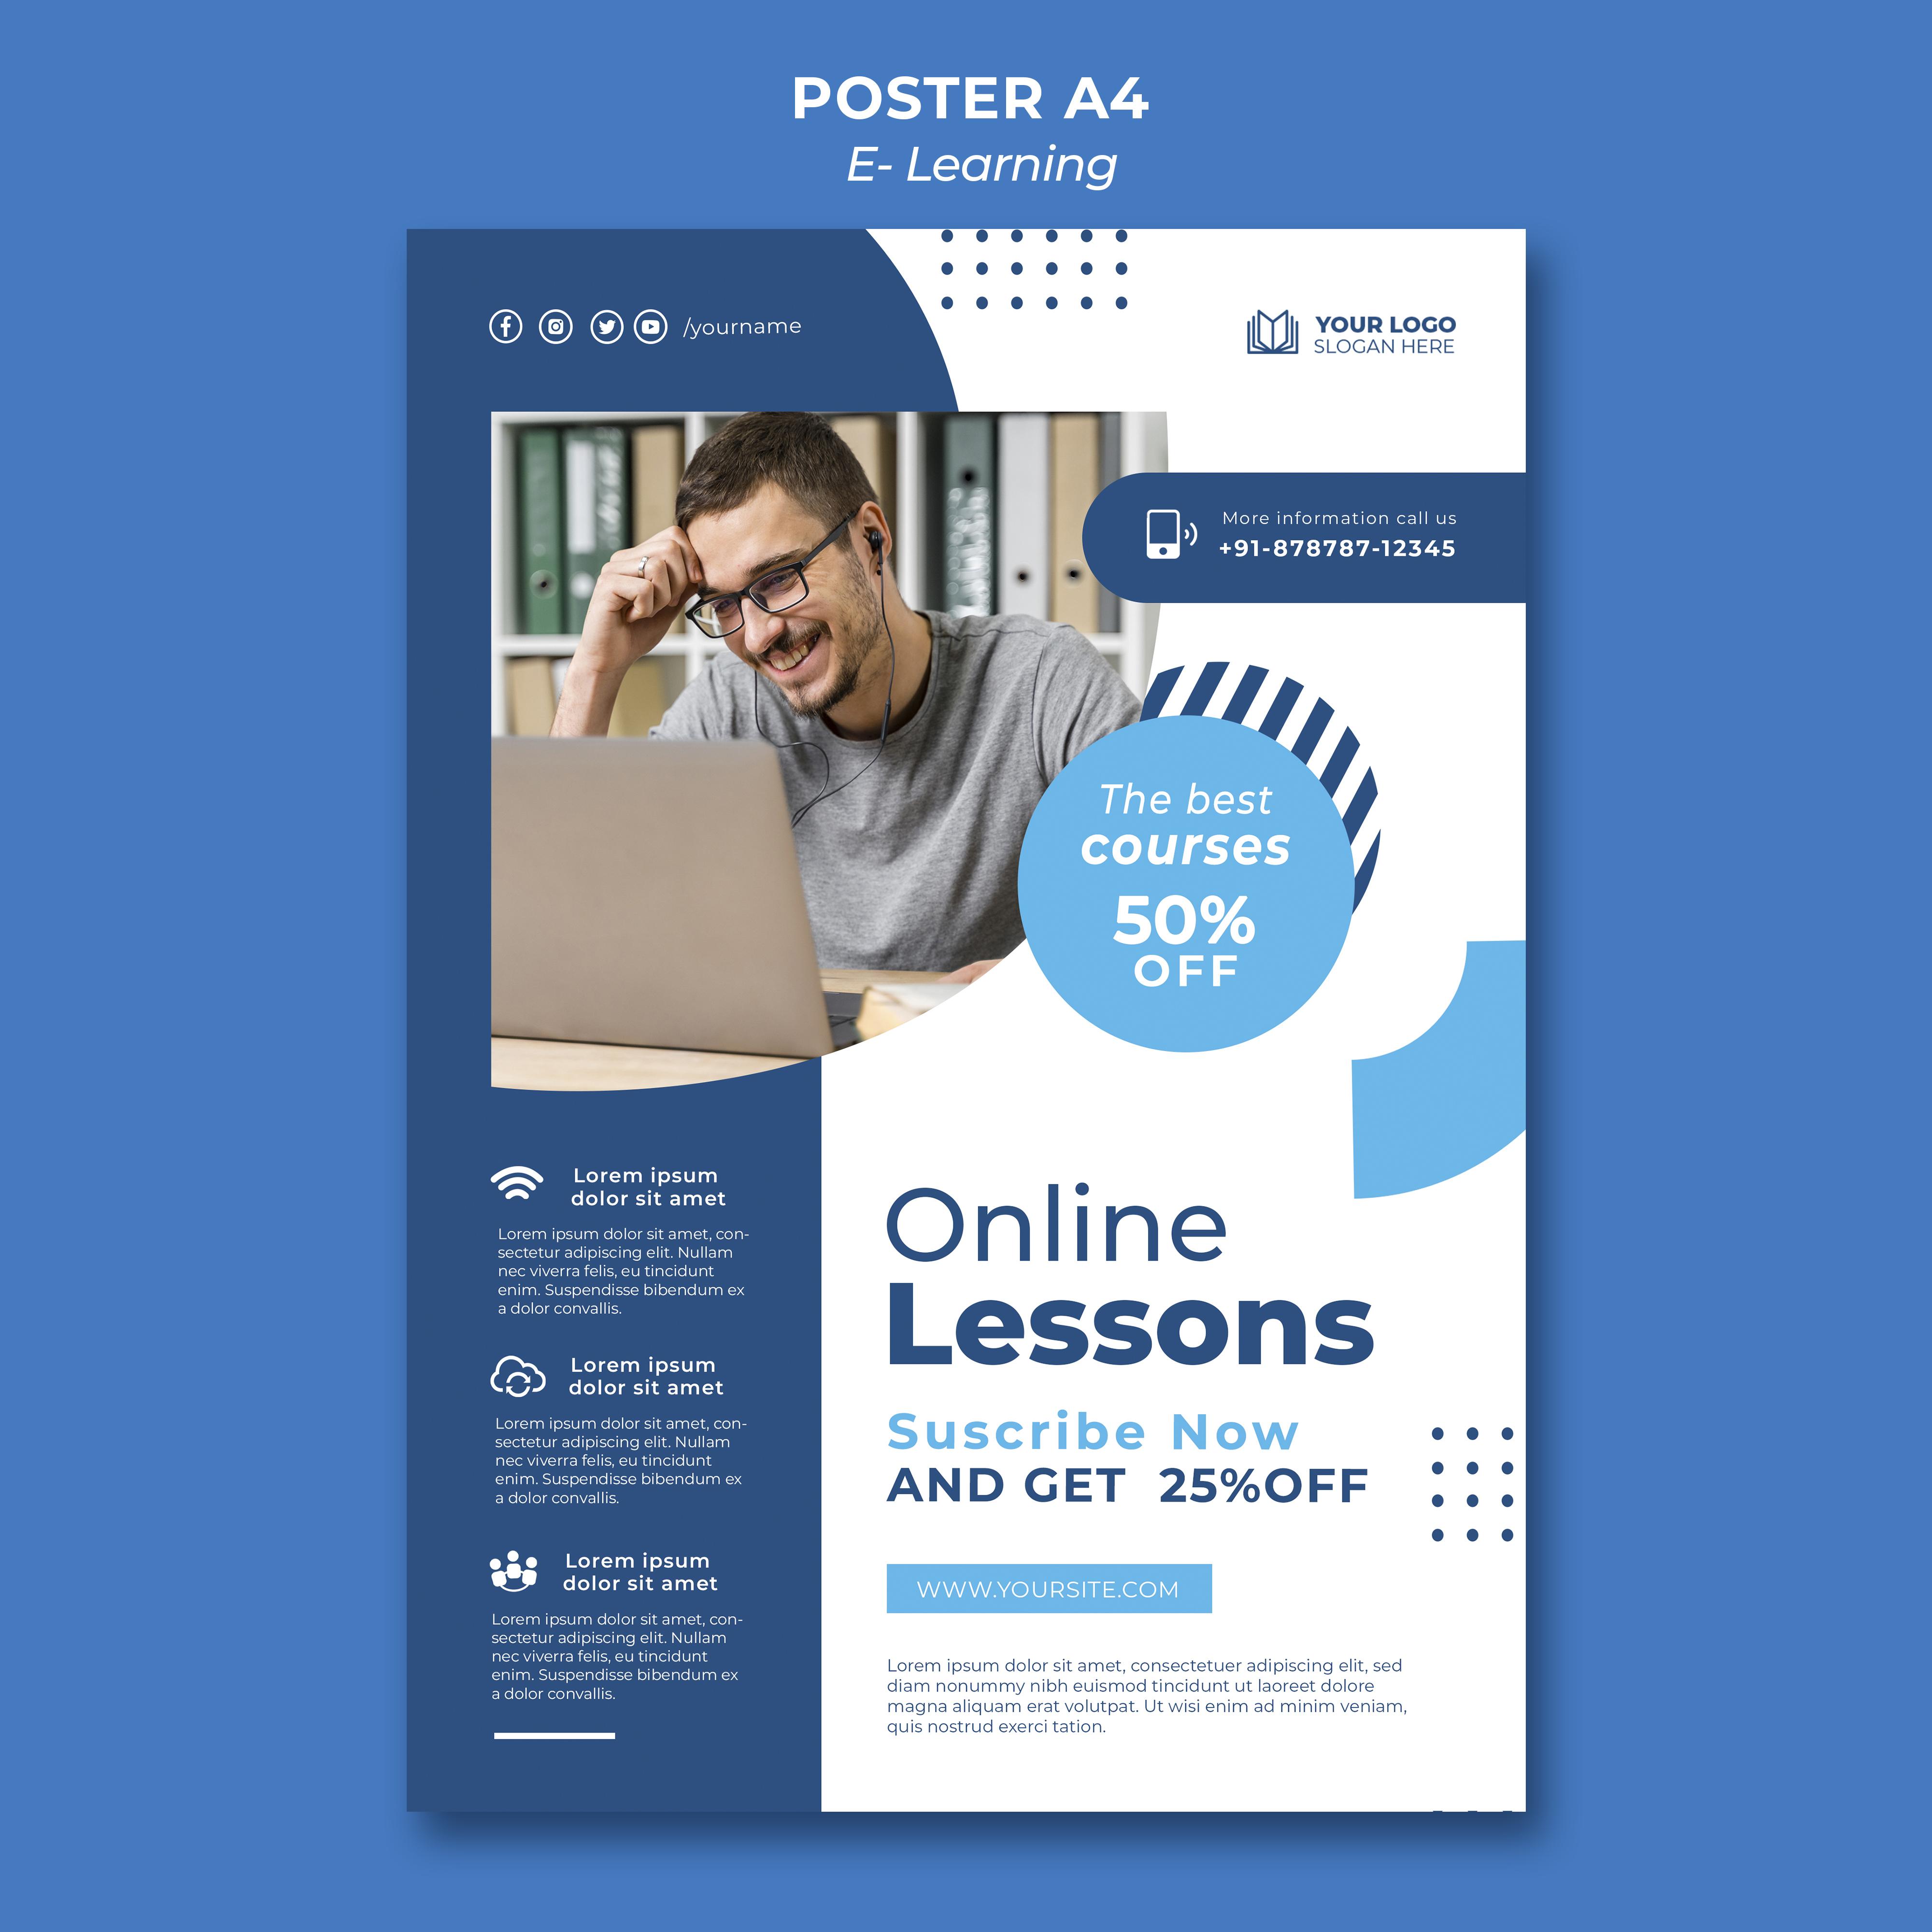 POSTER A4
E- Learning
/yourname
YOUR LOGO
SLOGAN HERE
More information call us
+91-878787-12345
The best
courses
50%
OFF
Lorem ipsum
dolor sit amet
Lorem ipsum dolor sit amet, con-
sectetur adipiscing elit. Nullam
nec viverra felis, eu tincidunt
enim. Suspendisse bibendum ex
a dolor convallis.
Lorem ipsum
dolor sit amet
Lorem ipsum dolor sit amet, con-
sectetur adipiscing elit. Nullam
nec viverra felis, eu tincidunt
enim. Suspendisse bibendum ex
a dolor convallis.
Lorem ipsum
dolor sit amet
Lorem ipsum dolor sit amet, con-
sectetur adipiscing elit. Nullam
nec viverra felis, eu tincidunt
enim. Suspendisse bibendum ex
a dolor convallis.
Online
Lessons
Suscribe Now
AND GET 25%OFF
WWW.YOURSITE.COM
Lorem ipsum dolor sit amet, consectetuer adipiscing elit, sed
diam nonummy nibh euismod tincidunt ut laoreet dolore
magna aliquam erat volutpat. Ut wisi enim ad minim veniam,
quis nostrud exerci tation.